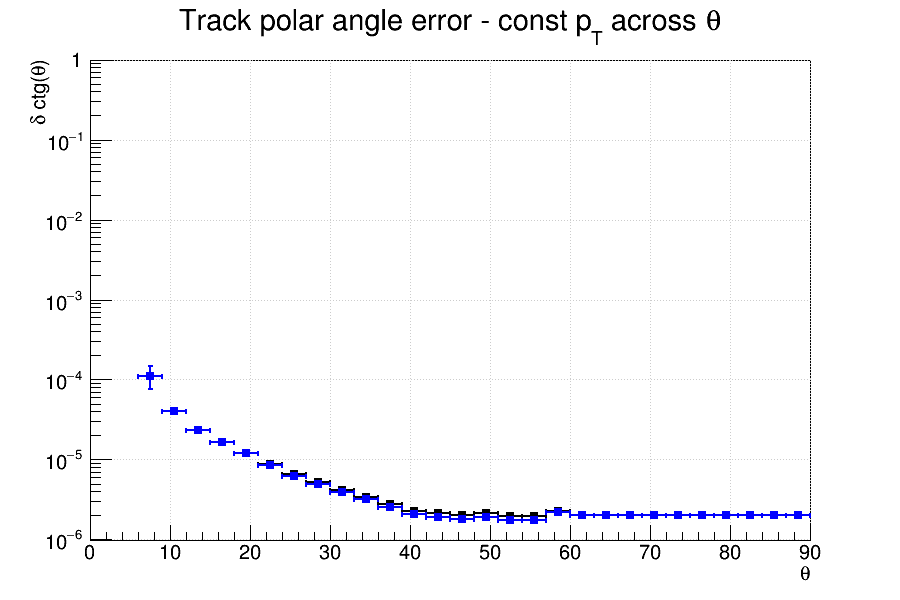 Track polar angle error - const p_T across θ
δ ctg(θ)
1
10⁻¹
10⁻²
10⁻³
10⁻⁴
10⁻⁵
10⁻⁶
0 10 20 30 40 50 60 70 80 90
θ